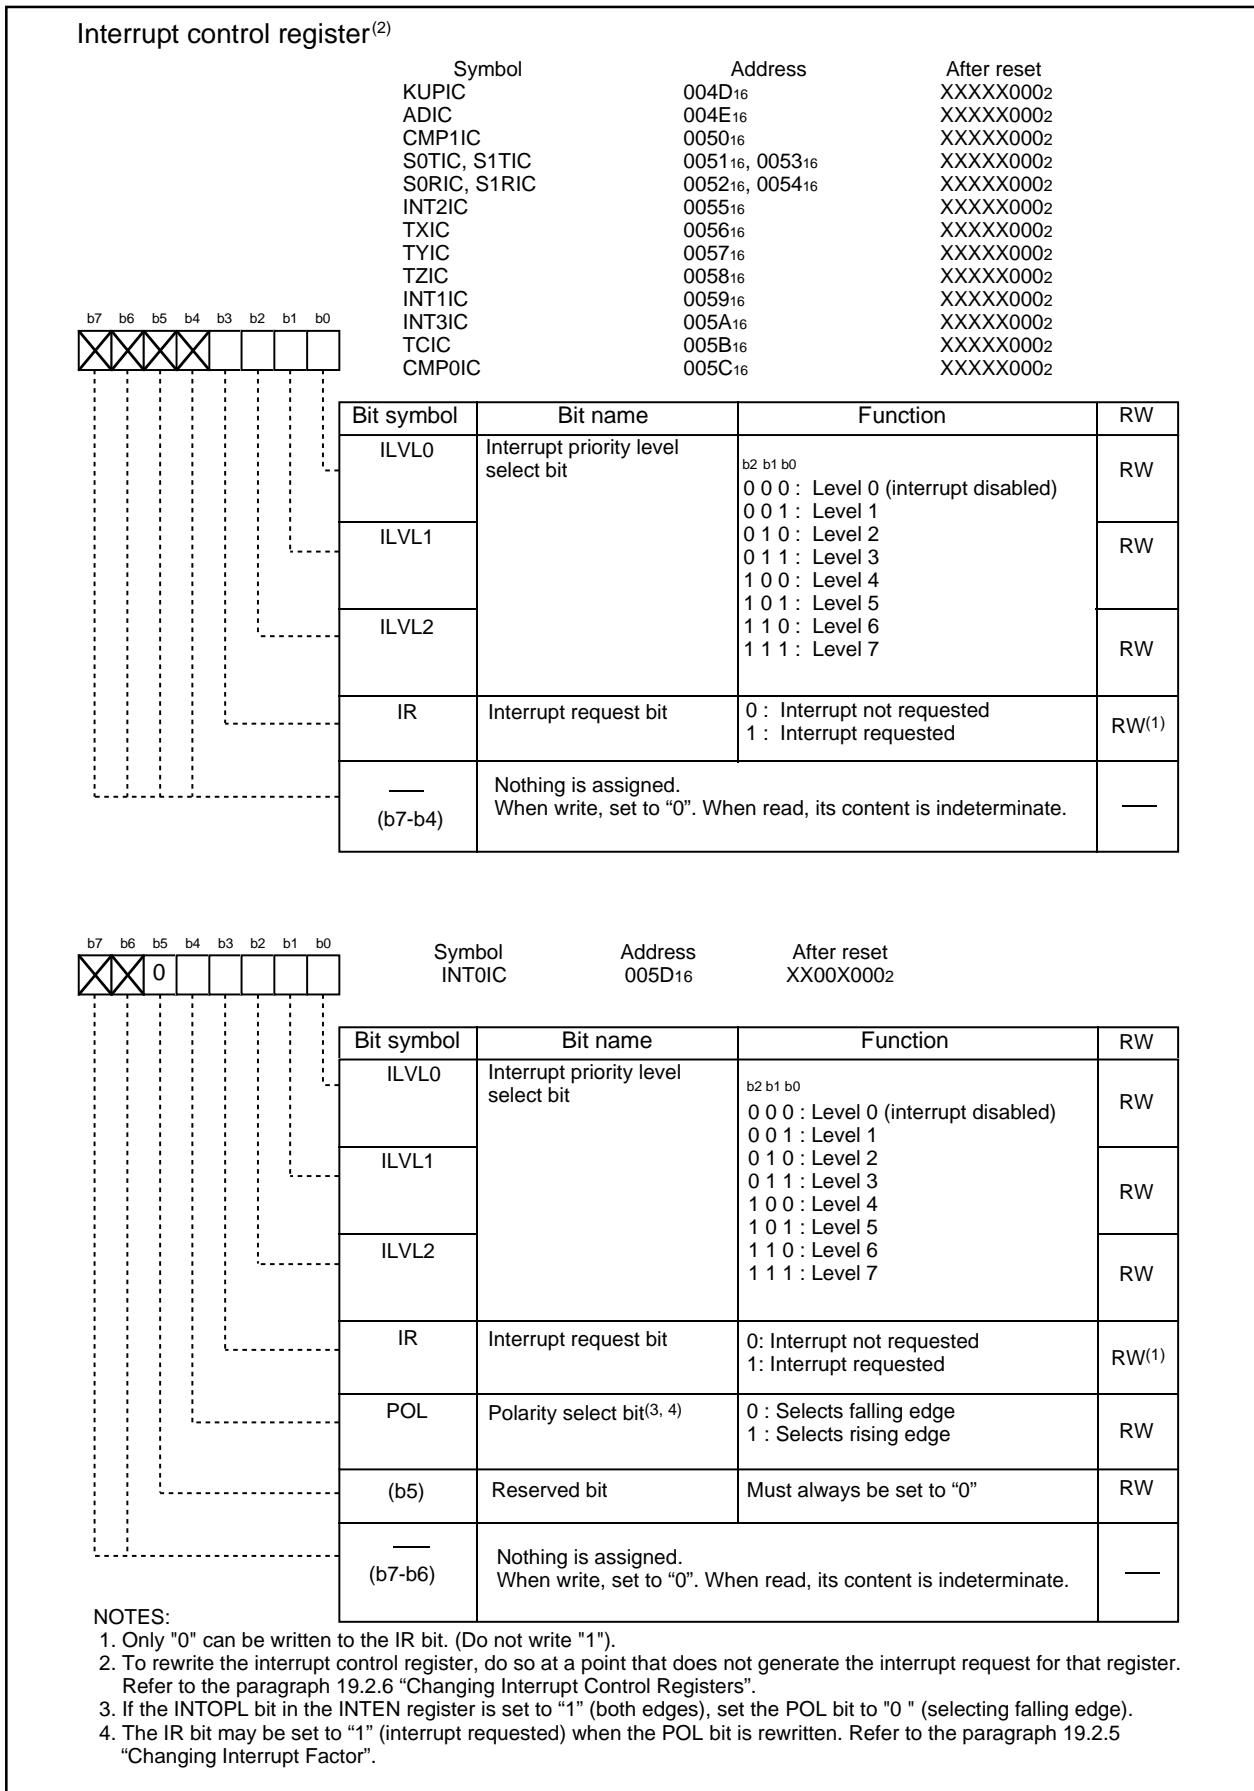 Interrupt control register(2)
Symbol Address After reset
KUPIC 004D16 XXXXX0002
ADIC 004E16 XXXXX0002
CMP1IC 005016 XXXXX0002
S0TIC, S1TIC 005116, 005316 XXXXX0002
S0RIC, S1RIC 005216, 005416 XXXXX0002
INT2IC 005516 XXXXX0002
TXIC 005616 XXXXX0002
TYIC 005716 XXXXX0002
TZIC 005816 XXXXX0002
INT1IC 005916 XXXXX0002
INT3IC 005A16 XXXXX0002
TCIC 005B16 XXXXX0002
CMP0IC 005C16 XXXXX0002
b7 b6 b5 b4 b3 b2 b1 b0
Bit symbol Bit name Function RW
ILVL0 Interrupt priority level
select bit
RW
b2 b1 b0
0 0 0 : Level 0 (interrupt disabled)
0 0 1 : Level 1
0 1 0 : Level 2
0 1 1 : Level 3
1 0 0 : Level 4
1 0 1 : Level 5
1 1 0 : Level 6
1 1 1 : Level 7
ILVL1 RW
ILVL2 RW
IR Interrupt request bit 0 : Interrupt not requested
1 : Interrupt requested
RW(1)
(b7-b4)
Nothing is assigned.
When write, set to “0”. When read, its content is indeterminate.
b7 b6 b5 b4 b3 b2 b1 b0
0
Symbol Address After reset
INT0IC 005D16 XX00X0002
Bit symbol Bit name Function RW
ILVL0 Interrupt priority level
select bit
RW
b2 b1 b0
0 0 0 : Level 0 (interrupt disabled)
0 0 1 : Level 1
0 1 0 : Level 2
0 1 1 : Level 3
1 0 0 : Level 4
1 0 1 : Level 5
1 1 0 : Level 6
1 1 1 : Level 7
ILVL1 RW
ILVL2 RW
IR Interrupt request bit 0: Interrupt not requested
1: Interrupt requested
RW(1)
POL Polarity select bit(3, 4) 0 : Selects falling edge
1 : Selects rising edge
RW
(b5) Reserved bit Must always be set to “0” RW
(b7-b6)
Nothing is assigned.
When write, set to “0”. When read, its content is indeterminate.
NOTES:
1. Only "0" can be written to the IR bit. (Do not write "1").
2. To rewrite the interrupt control register, do so at a point that does not generate the interrupt request for that register.
Refer to the paragraph 19.2.6 “Changing Interrupt Control Registers”.
3. If the INTOPL bit in the INTEN register is set to “1” (both edges), set the POL bit to "0 " (selecting falling edge).
4. The IR bit may be set to “1” (interrupt requested) when the POL bit is rewritten. Refer to the paragraph 19.2.5
“Changing Interrupt Factor”.